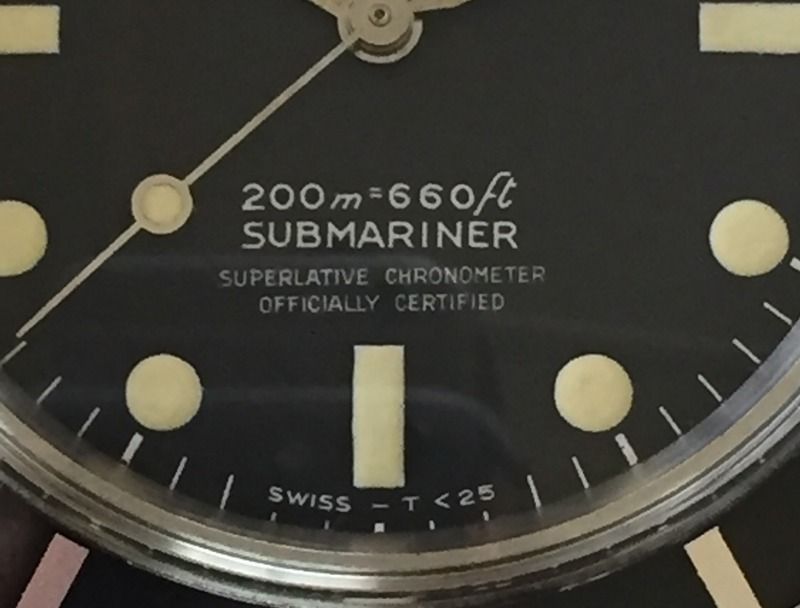 200m=660ft
SUBMARINER
SUPERLATIVE CHRONOMETER
OFFICIALLY CERTIFIED
SWISS - T < 25